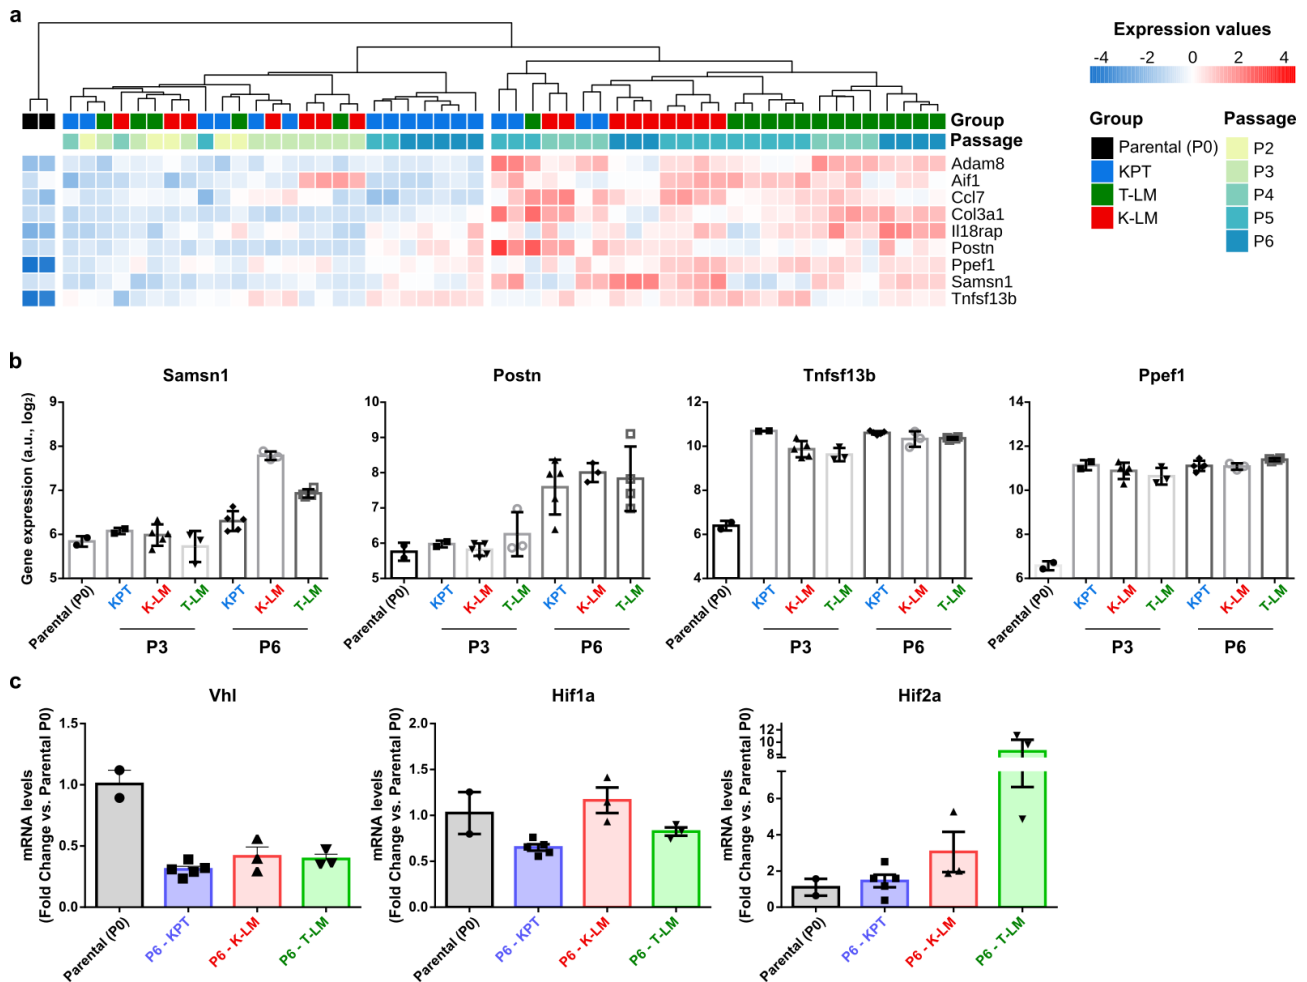 a
Expression values
-4 -2 0 2 4
Group
Passage
Adam8
Aif1
Ccl7
Col3a1
Il18rap
Postn
Ppef1
Samsn1
Tnfsf13b
Group
Parental (P0)
KPT
T-LM
K-LM
Passage
P2
P3
P4
P5
P6
b
Samsn1
Gene expression (a.u., log2)
9
8
7
6
5
Parental (P0) KPT K-LM T-LM KPT K-LM T-LM
P3 P6
Postn
10
9
8
7
6
5
Parental (P0) KPT K-LM T-LM KPT K-LM T-LM
P3 P6
Tnfsf13b
12
10
8
6
4
Parental (P0) KPT K-LM T-LM KPT K-LM T-LM
P3 P6
Ppef1
14
12
10
8
6
Parental (P0) KPT K-LM T-LM KPT K-LM T-LM
P3 P6
c
Vhl
mRNA levels
(Fold Change vs. Parental P0)
1.5
1.0
0.5
0.0
Parental (P0) P6 - KPT P6 - K-LM P6 - T-LM
Hif1a
mRNA levels
(Fold Change vs. Parental P0)
2.0
1.5
1.0
0.5
0.0
Parental (P0) P6 - KPT P6 - K-LM P6 - T-LM
Hif2a
mRNA levels
(Fold Change vs. Parental P0)
12
10
8
6
4
2
0
Parental (P0) P6 - KPT P6 - K-LM P6 - T-LM